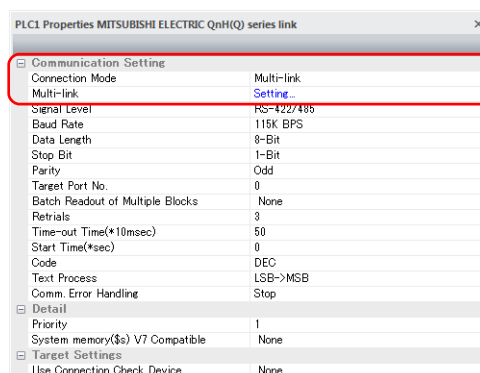 PLC1 Properties MITSUBISHI ELECTRIC QnH(Q) series link
Communication Setting
Connection Mode Multi-link
Multi-link Setting...
Signal Level RS-422/485
Baud Rate 115K BPS
Data Length 8-Bit
Stop Bit 1-Bit
Parity Odd
Target Port No. 0
Batch Readout of Multiple Blocks None
Retrials 3
Time-out Time(*10msec) 50
Start Time(*sec) 0
Code DEC
Text Process LSB->MSB
Comm. Error Handling Stop
Detail
Priority 1
System memory($s) V7 Compatible None
Target Settings
Use Connection Check Device None